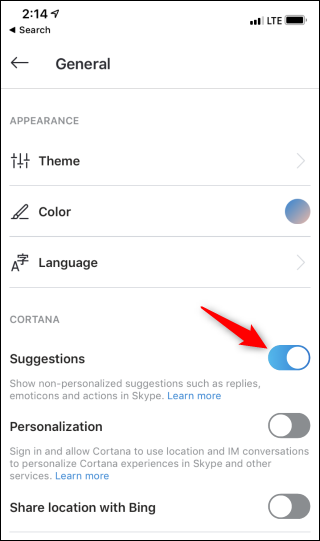 2:14
LTE
Search
General
APPEARANCE
Theme
Color
A字
Language
CORTANA
Suggestions
Show non-personalized suggestions such as replies,
emoticons and actions in Skype. Learn more
Personalization
Sign in and allow Cortana to use location and IM conversations
to personalize Cortana experiences in Skype and other
services. Learn more
Share location with Bing